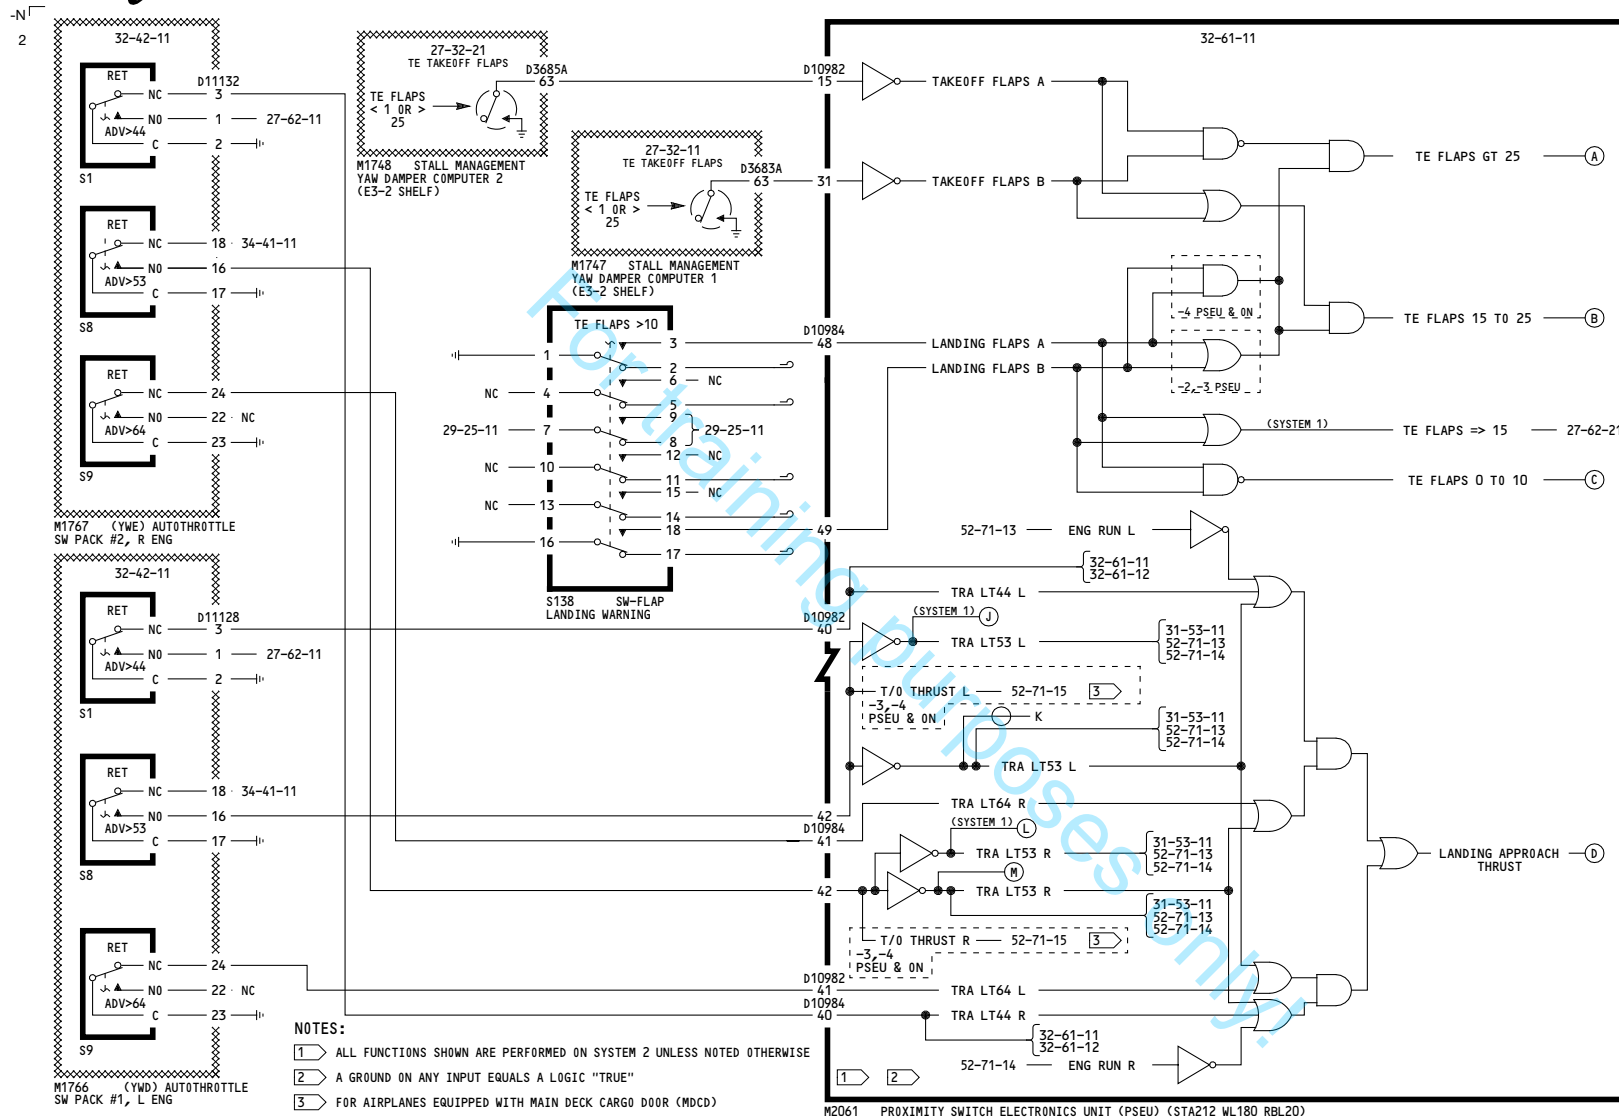 -N
2
32-42-11
RET
D11132
NC 3
NO 1 27-62-11
ADV>44
C 2
S1
RET
NC 18 34-41-11
NO 16
ADV>53
C 17
S8
RET
NC 24
NO 22 NC
ADV>64
C 23
S9
M1767 (YWE) AUTOTHROTTLE
SW PACK #2, R ENG
32-42-11
RET
D11128
NC 3
NO 1 27-62-11
ADV>44
C 2
S1
RET
NC 18 34-41-11
NO 16
ADV>53
C 17
S8
RET
NC 24
NO 22 NC
ADV>64
C 23
S9
M1766 (YWD) AUTOTHROTTLE
SW PACK #1, L ENG
27-32-21
TE TAKEOFF FLAPS
D3685A
63
TE FLAPS
< 1 OR >
25
M1748 STALL MANAGEMENT
YAW DAMPER COMPUTER 2
(E3-2 SHELF)
27-32-11
TE TAKEOFF FLAPS
D3683A
63
TE FLAPS
< 1 OR >
25
M1747 STALL MANAGEMENT
YAW DAMPER COMPUTER 1
(E3-2 SHELF)
TE FLAPS >10
3
1
2
6 NC
NC 4
5
9
29-25-11 7 29-25-11
8
12 NC
NC 10
11
15 NC
NC 13
14
18
16
17
S138 SW-FLAP
LANDING WARNING
NOTES:
1 ALL FUNCTIONS SHOWN ARE PERFORMED ON SYSTEM 2 UNLESS NOTED OTHERWISE
2 A GROUND ON ANY INPUT EQUALS A LOGIC "TRUE"
3 FOR AIRPLANES EQUIPPED WITH MAIN DECK CARGO DOOR (MDCD)
32-61-11
D10982
15 TAKEOFF FLAPS A
TE FLAPS GT 25 A
31 TAKEOFF FLAPS B
-4 PSEU & ON
TE FLAPS 15 TO 25 B
D10984
48 LANDING FLAPS A
LANDING FLAPS B
-2,-3 PSEU
(SYSTEM 1)
TE FLAPS => 15 27-62-21
TE FLAPS 0 TO 10 C
49
52-71-13 ENG RUN L
32-61-11
32-61-12
TRA LT44 L
D10982
40
(SYSTEM 1) J
TRA LT53 L
31-53-11
52-71-13
52-71-14
T/O THRUST L 52-71-15 3
-3,-4
PSEU & ON
K
31-53-11
52-71-13
52-71-14
TRA LT53 L
TRA LT64 R
42
D10984
41
(SYSTEM 1) L
TRA LT53 R
31-53-11
52-71-13
52-71-14
M
42 TRA LT53 R
31-53-11
52-71-13
52-71-14
LANDING APPROACH
THRUST
D
T/O THRUST R 52-71-15 3
-3,-4
PSEU & ON
D10982
41 TRA LT64 L
D10984
40 TRA LT44 R
32-61-11
32-61-12
52-71-14 ENG RUN R
1 2
M2061 PROXIMITY SWITCH ELECTRONICS UNIT (PSEU) (STA212 WL180 RBL20)
For training purposes only!